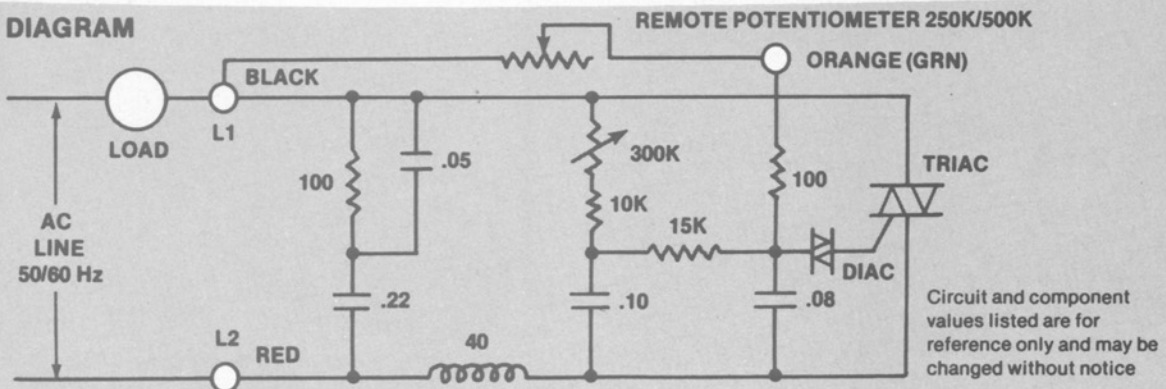 DIAGRAM
REMOTE POTENTIOMETER 250K/500K
BLACK
ORANGE (GRN)
L1
LOAD
.05
300K
TRIAC
100
100
10K
AC
LINE
50/60 Hz
15K
DIAC
.22
.10
.08
Circuit and component
values listed are for
reference only and may be
changed without notice
L2
RED
40